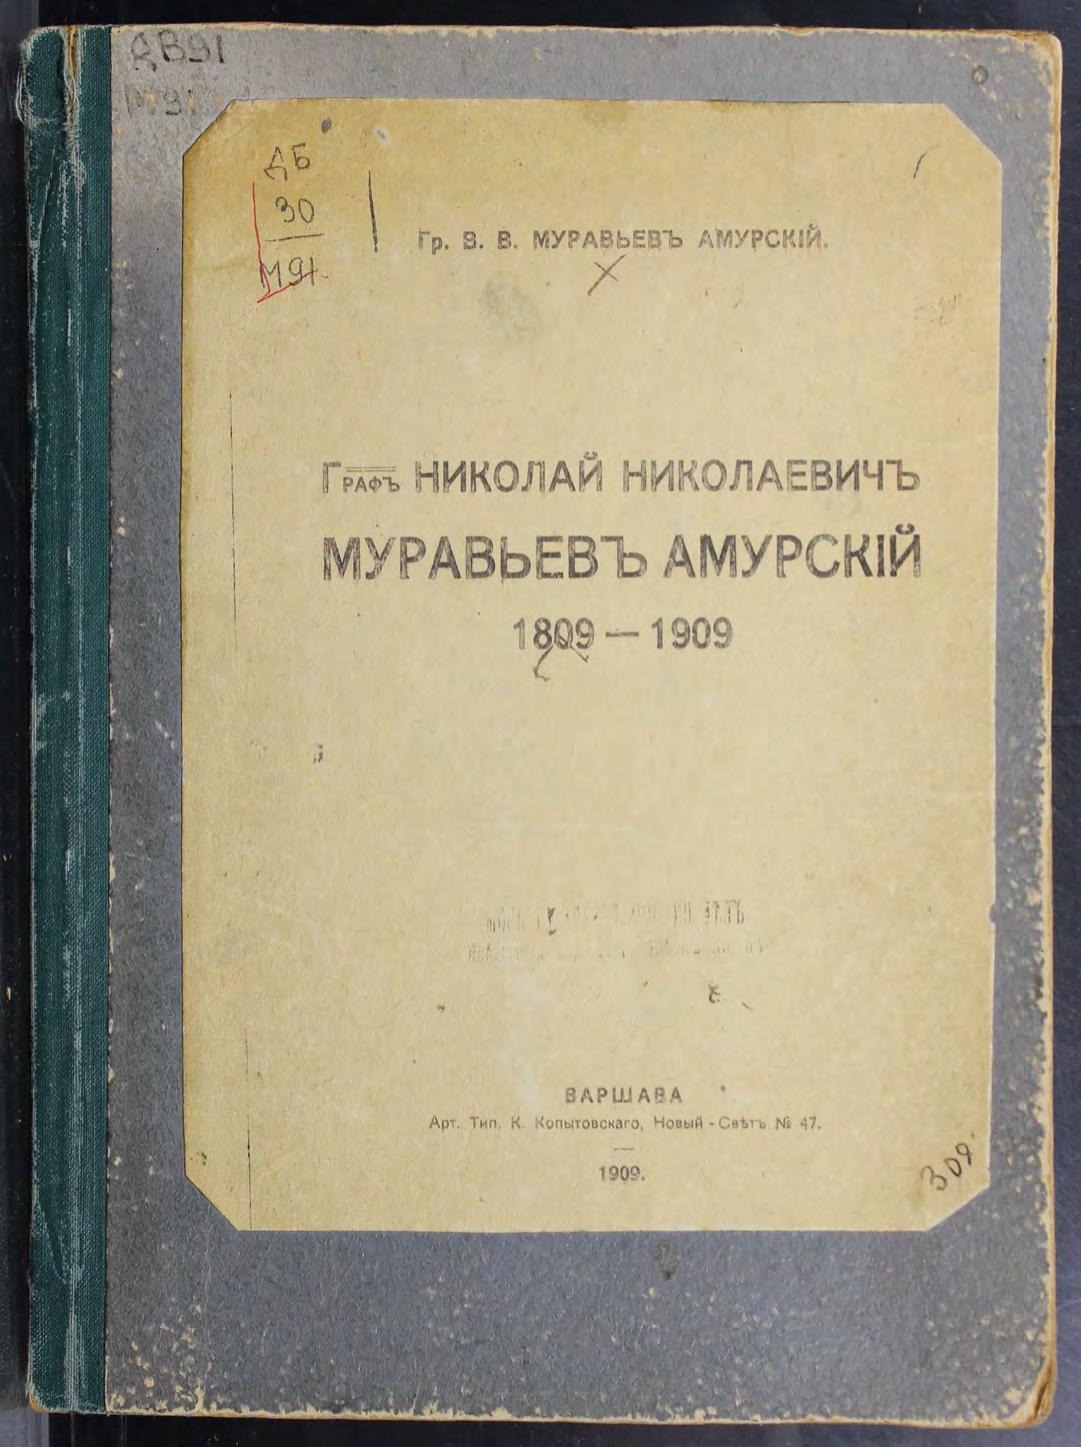 ДВ91
ДБ
30
М91
Гр. В. В. МУРАВЬЕВЪ АМУРСКІЙ.
ГРАФЪ НИКОЛАЙ НИКОЛАЕВИЧЪ
МУРАВЬЕВЪ АМУРСКІЙ
1809 — 1909
ВАРШАВА
Арт. Тип. К. Копытовскаго, Новый - Свѣтъ № 47.
1909.
309.